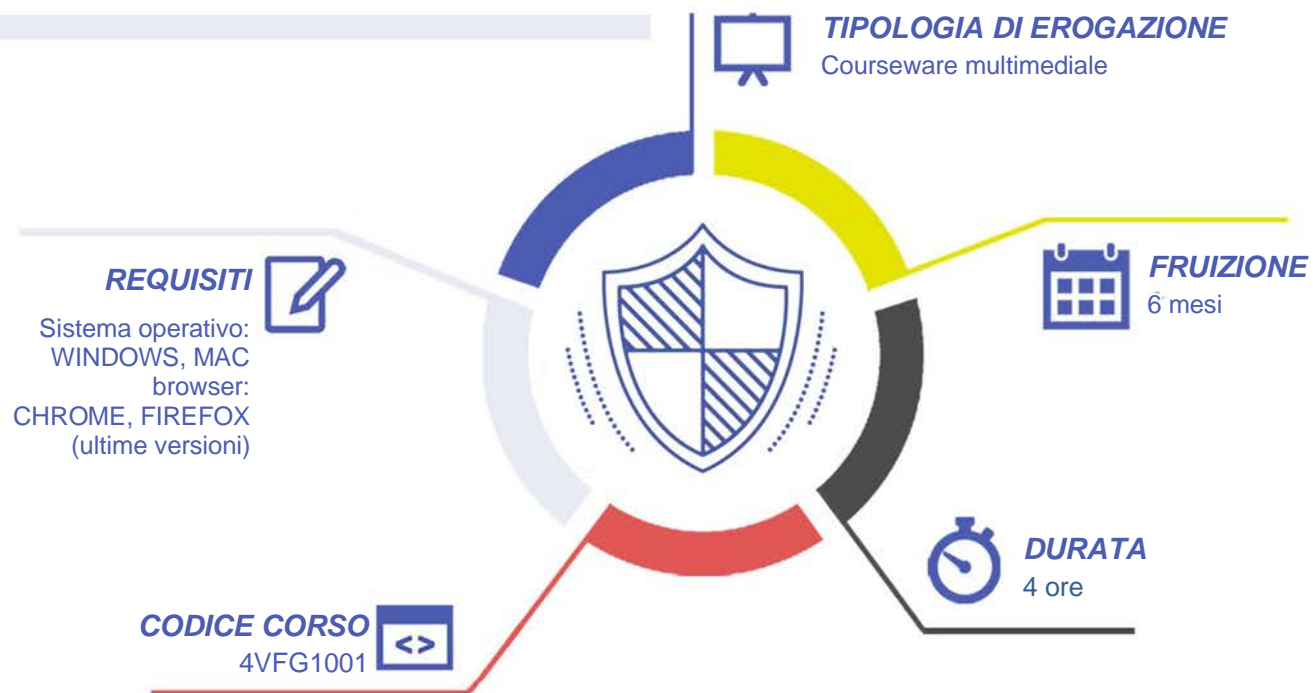 TIPOLOGIA DI EROGAZIONE
Courseware multimediale
REQUISITI
Sistema operativo:
WINDOWS, MAC
browser:
CHROME, FIREFOX
(ultime versioni)
FRUIZIONE
6 mesi
DURATA
4 ore
CODICE CORSO
4VFG1001
<>